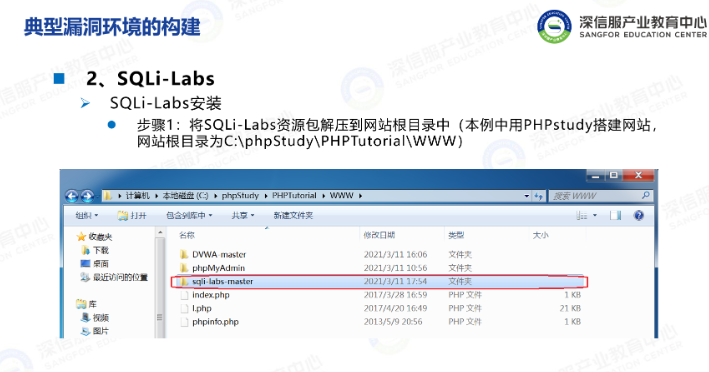 典型漏洞环境的构建
深信服产业教育中心
SANGFOR EDUCATION CENTER
2、SQLi-Labs
SQLi-Labs安装
步骤1：将SQLi-Labs资源包解压到网站根目录中（本例中用PHPstudy搭建网站，
网站根目录为C:\phpStudy\PHPTutorial\WWW）
计算机 本地磁盘 (C:) phpStudy PHPTutorial WWW 搜索 WWW
组织 打开 包含到库中 共享 新建文件夹
收藏夹 名称 修改日期 类型 大小
下载 DVWA-master 2021/3/11 16:06 文件夹
桌面 phpMyAdmin 2021/3/11 10:56 文件夹
最近访问的位置 sqli-labs-master 2021/3/11 17:54 文件夹
index.php 2017/3/28 16:59 PHP 文件 1 KB
库 l.php 2017/4/20 16:49 PHP 文件 21 KB
视频 phpinfo.php 2013/5/9 20:56 PHP 文件 1 KB
图片